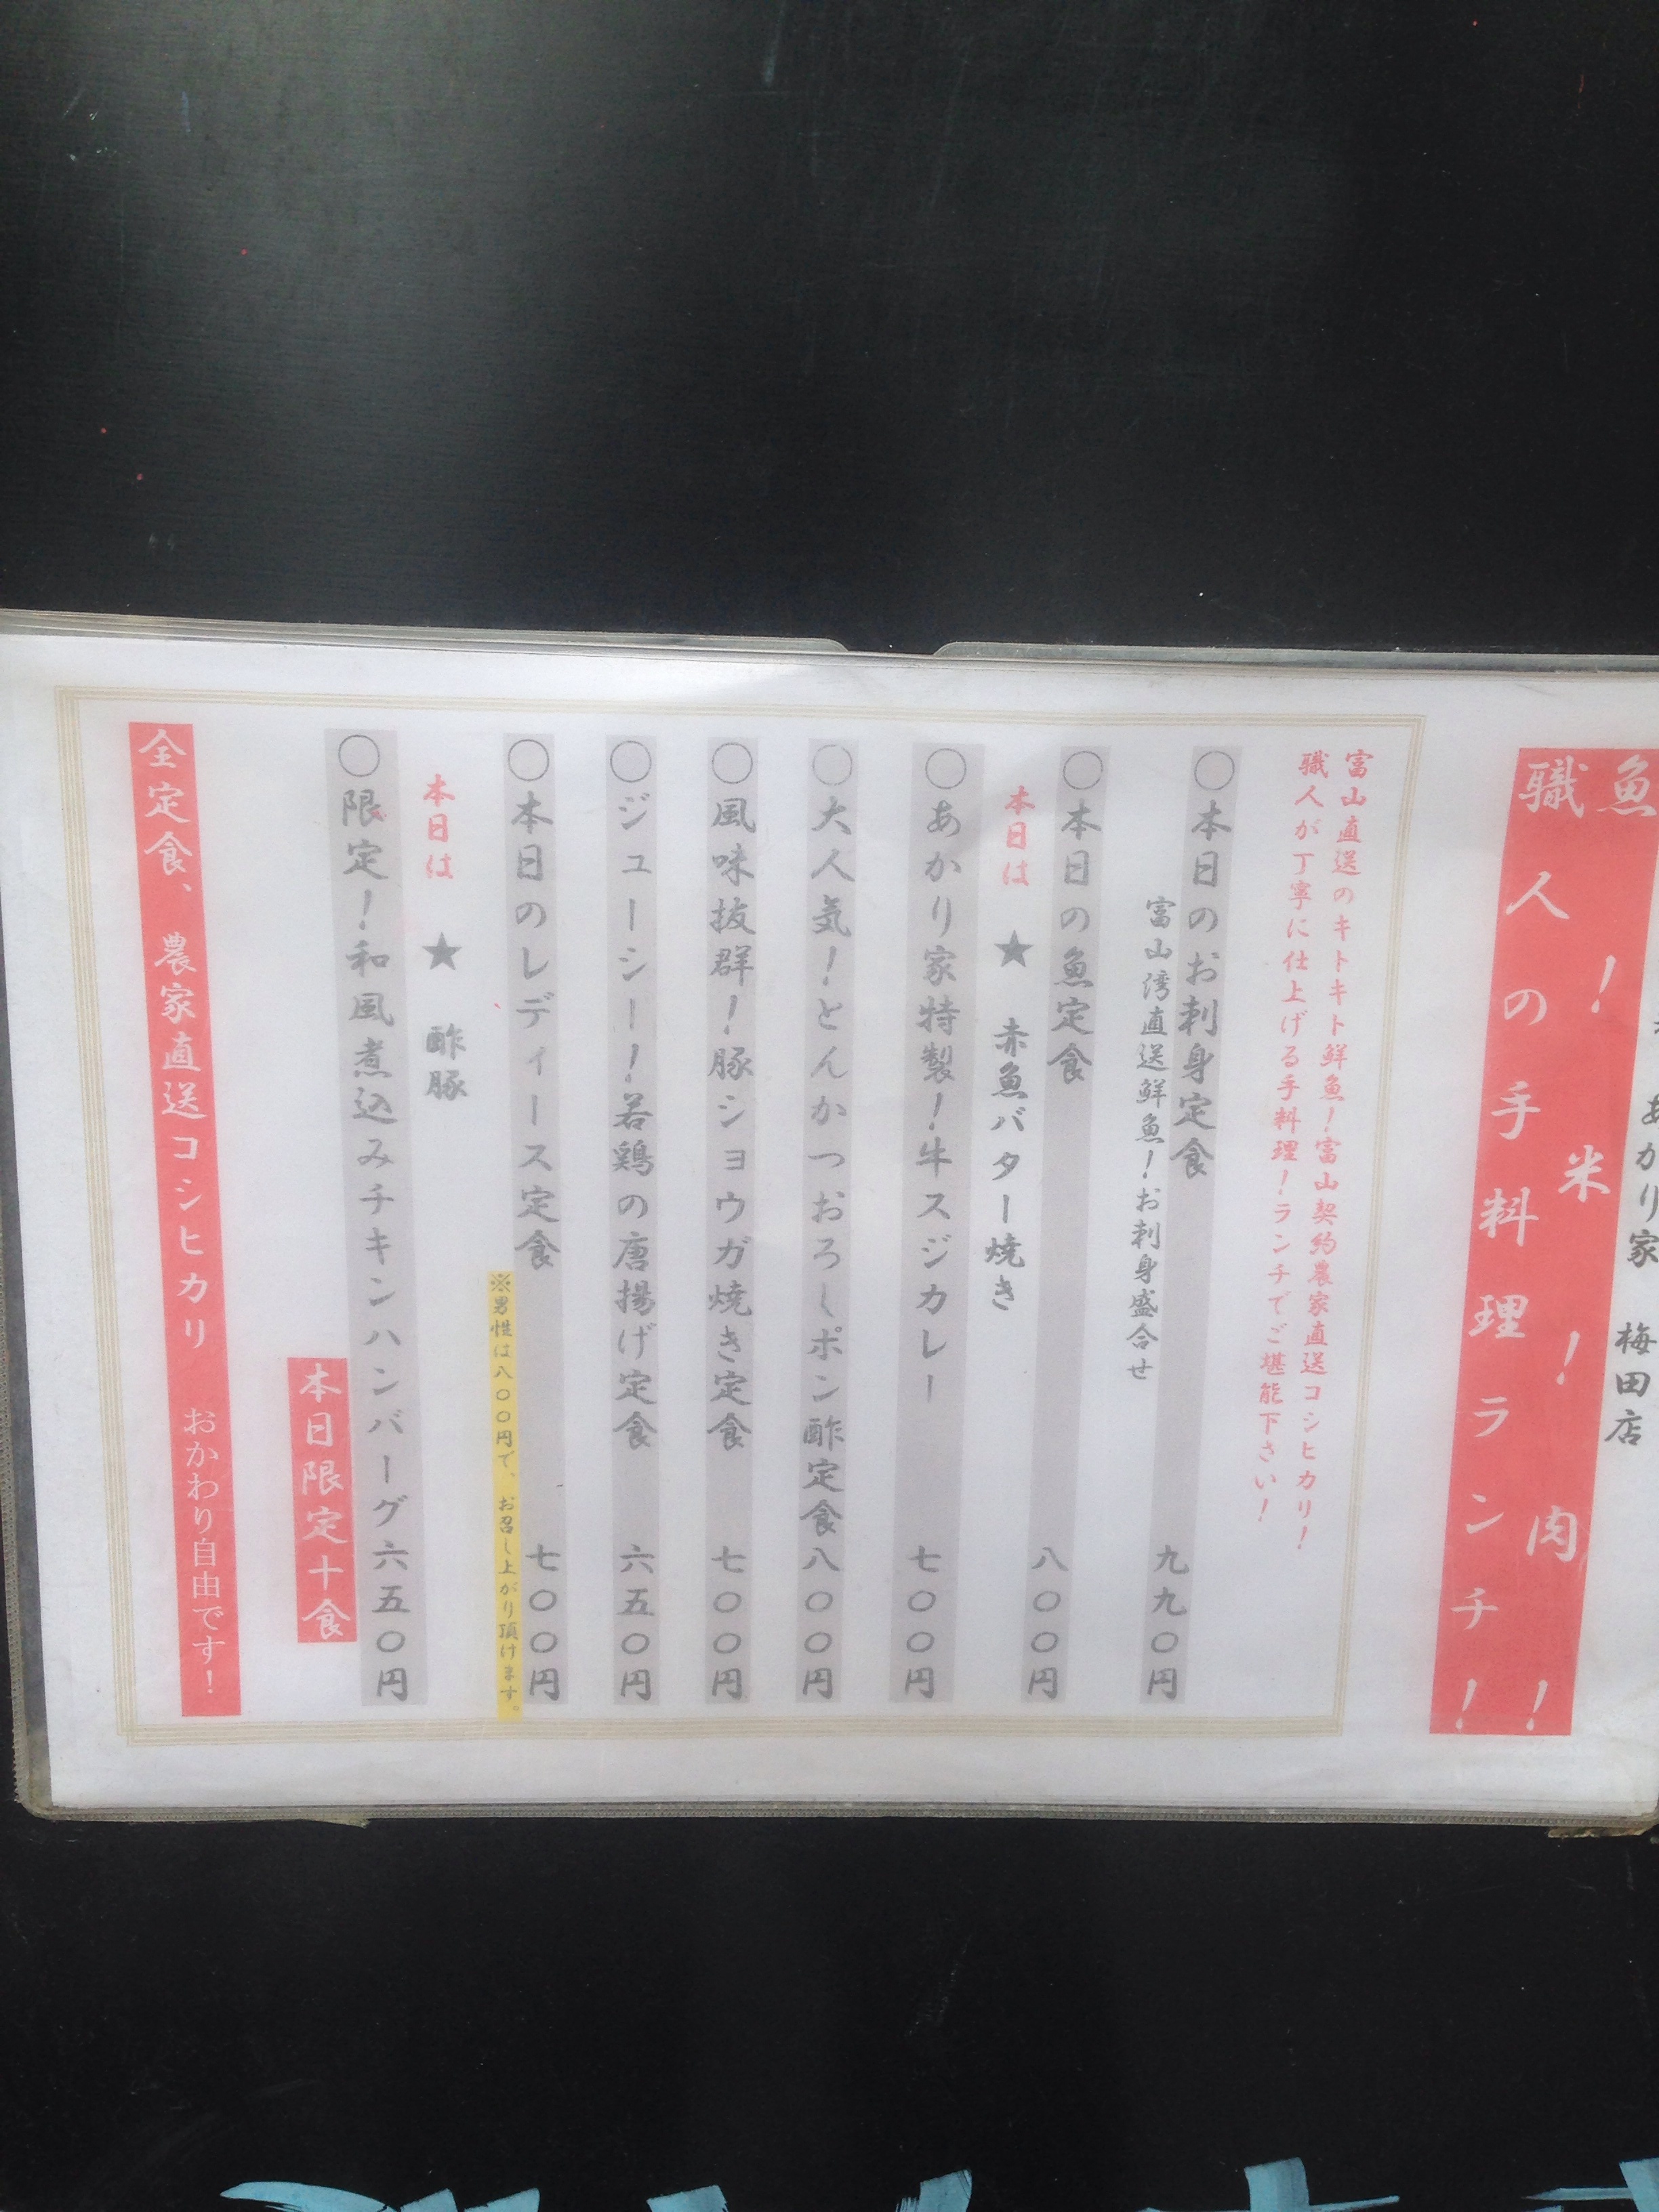 あかり家 梅田店
魚！米！肉！
職人の手料理ランチ！
富山直送のキトキト鮮魚！富山契約農家直送コシヒカリ！
職人が丁寧に仕上げる手料理！ランチでご堪能下さい！
○本日のお刺身定食 九九〇円
富山湾直送鮮魚！お刺身盛合せ
○本日の魚定食 八〇〇円
本日は ★ 赤魚バター焼き
○あかり家特製！牛スジカレー 七〇〇円
○大人気！とんかつおろしポン酢定食 八〇〇円
○風味抜群！豚ショウガ焼き定食 七〇〇円
○ジューシー！若鶏の唐揚げ定食 六五〇円
○本日のレディース定食 七〇〇円
※男性は八〇〇円で、お召し上がり頂けます。
本日は ★ 酢豚
○限定！和風煮込みチキンハンバーグ 六五〇円
本日限定十食
全定食、農家直送コシヒカリ おかわり自由です！